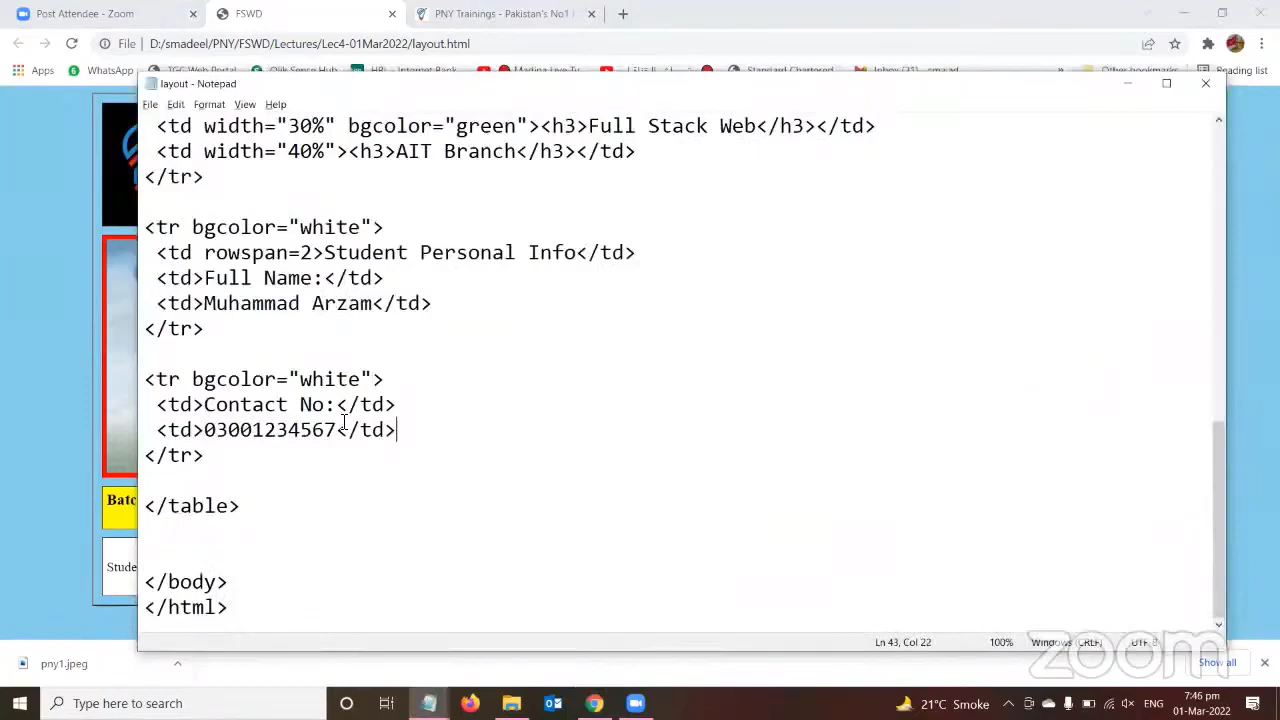 Post Attendee - Zoom
FSWD
PNY Trainings - Pakistan's No1
File
D:/smadeel/PNY/FSWD/Lectures/Lec4-01Mar2022/layout.html
Apps
WhatsApp
Reading list
layout - Notepad
File Edit Format View Help
<td width="30%" bgcolor="green"><h3>Full Stack Web</h3></td>
<td width="40%"><h3>AIT Branch</h3></td>
</tr>
<tr bgcolor="white">
<td rowspan=2>Student Personal Info</td>
<td>Full Name:</td>
<td>Muhammad Arzam</td>
</tr>
<tr bgcolor="white">
<td>Contact No:</td>
<td>03001234567</td>
</tr>
</table>
</body>
</html>
Batc
Stude
Ln 43, Col 22
100%
Windows (CRLF)
UTF-8
zoom
pny1.jpeg
Show all
Type here to search
21°C Smoke
7:46 pm
01-Mar-2022